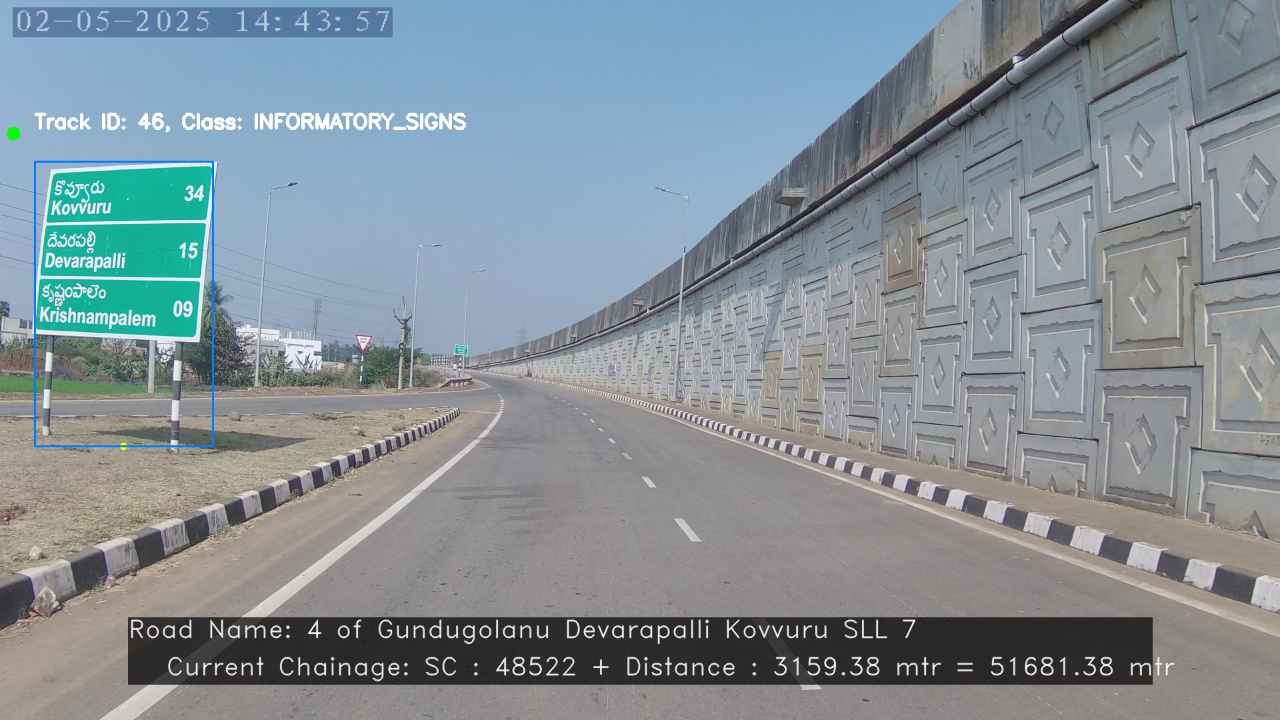 02-05-2025 14:43:57
Track ID: 46, Class: INFORMATORY_SIGNS
కొవ్వూరు
Kovvuru 34
దేవరపల్లి
Devarapalli 15
కృష్ణంపాలెం
Krishnampalem 09
Road Name: 4 of Gundugolanu Devarapalli Kovvuru SLL 7
Current Chainage: SC : 48522 + Distance : 3159.38 mtr = 51681.38 mtr